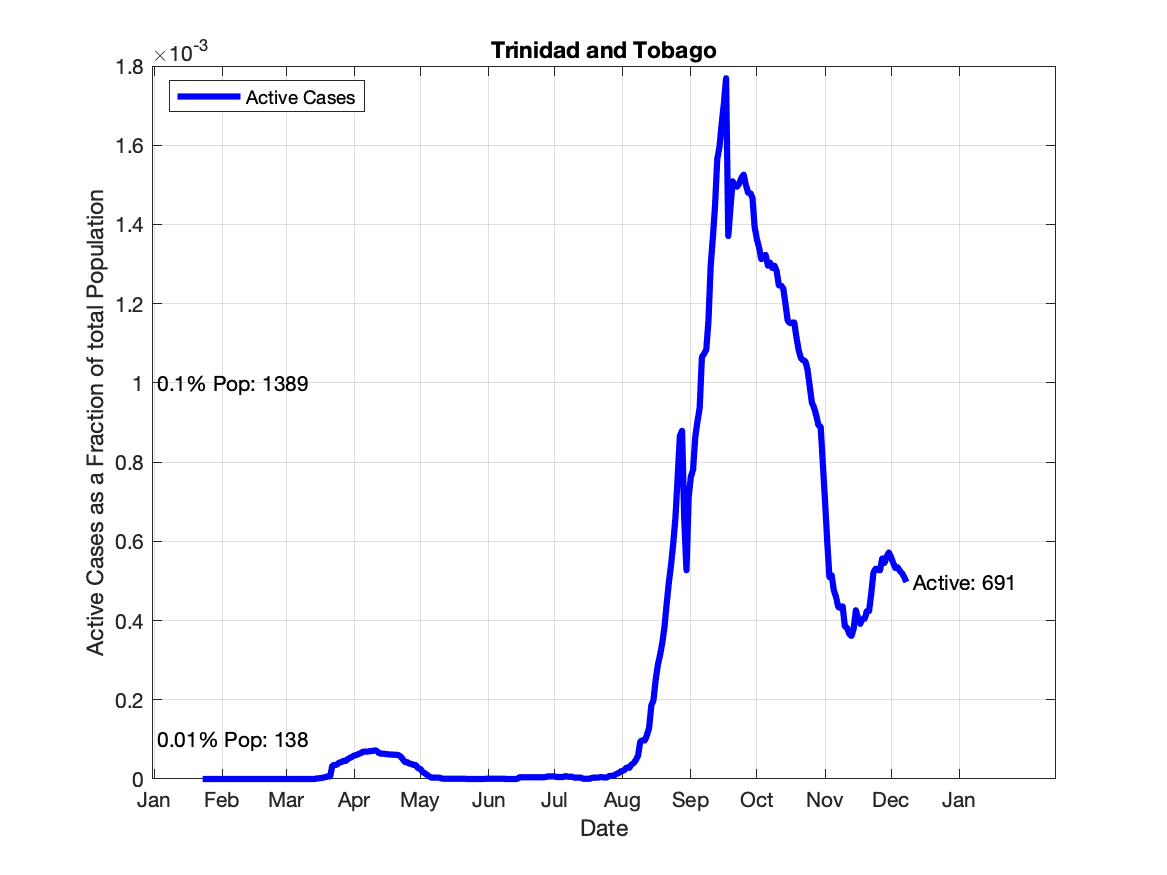 Trinidad and Tobago
×10^-3
Active Cases
1.8
1.6
1.4
1.2
1
0.8
0.6
0.4
0.2
0
0.1% Pop: 1389
0.01% Pop: 138
Active: 691
Active Cases as a Fraction of total Population
Jan Feb Mar Apr May Jun Jul Aug Sep Oct Nov Dec Jan
Date